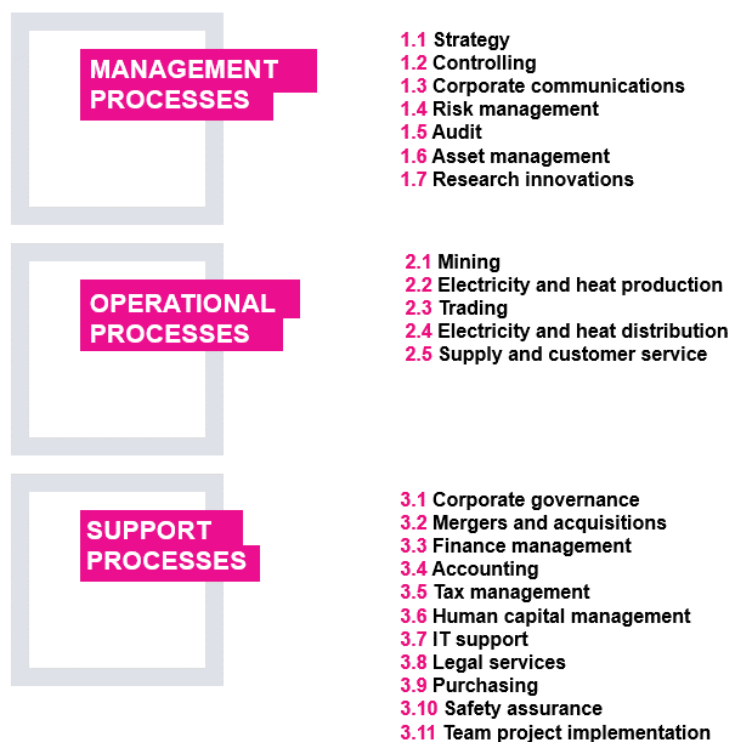 MANAGEMENT
PROCESSES
1.1 Strategy
1.2 Controlling
1.3 Corporate communications
1.4 Risk management
1.5 Audit
1.6 Asset management
1.7 Research innovations
OPERATIONAL
PROCESSES
2.1 Mining
2.2 Electricity and heat production
2.3 Trading
2.4 Electricity and heat distribution
2.5 Supply and customer service
SUPPORT
PROCESSES
3.1 Corporate governance
3.2 Mergers and acquisitions
3.3 Finance management
3.4 Accounting
3.5 Tax management
3.6 Human capital management
3.7 IT support
3.8 Legal services
3.9 Purchasing
3.10 Safety assurance
3.11 Team project implementation